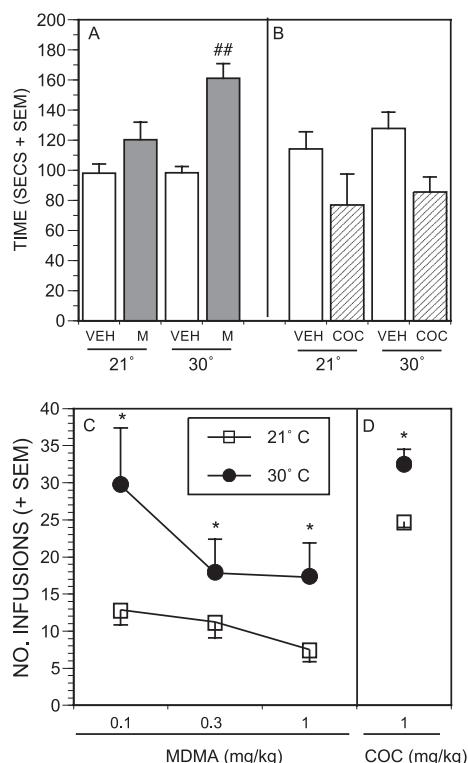 200
180
160
140
120
100
80
60
40
20
0
TIME (SECS + SEM)
A
##
B
VEH M VEH M VEH COC VEH COC
21° 30° 21° 30°
40
35
30
25
20
15
10
5
0
NO. INFUSIONS (+ SEM)
C
*
*
*
21° C
30° C
D
*
0.1 0.3 1 1
MDMA (mg/kg) COC (mg/kg)